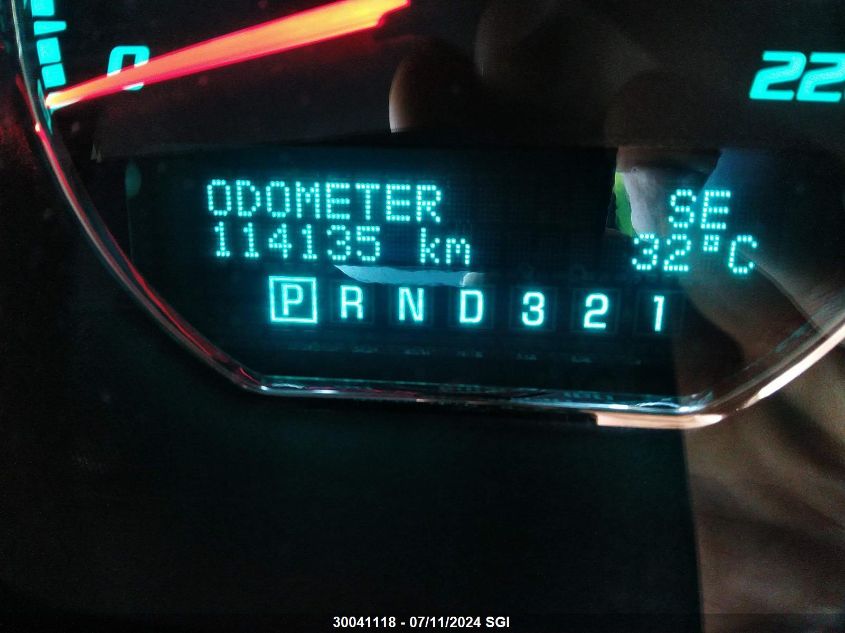 0
22
ODOMETER SE
114135 km 32°C
P R N D 3 2 1
30041118 - 07/11/2024 SGI